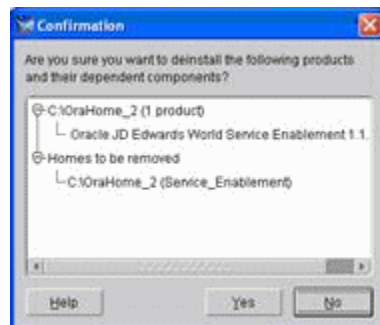 Confirmation
Are you sure you want to deinstall the following products
and their dependent components?
C:\OraHome_2 (1 product)
Oracle JD Edwards World Service Enablement 1.1.
Homes to be removed
C:\OraHome_2 (Service_Enablement)
Help Yes No